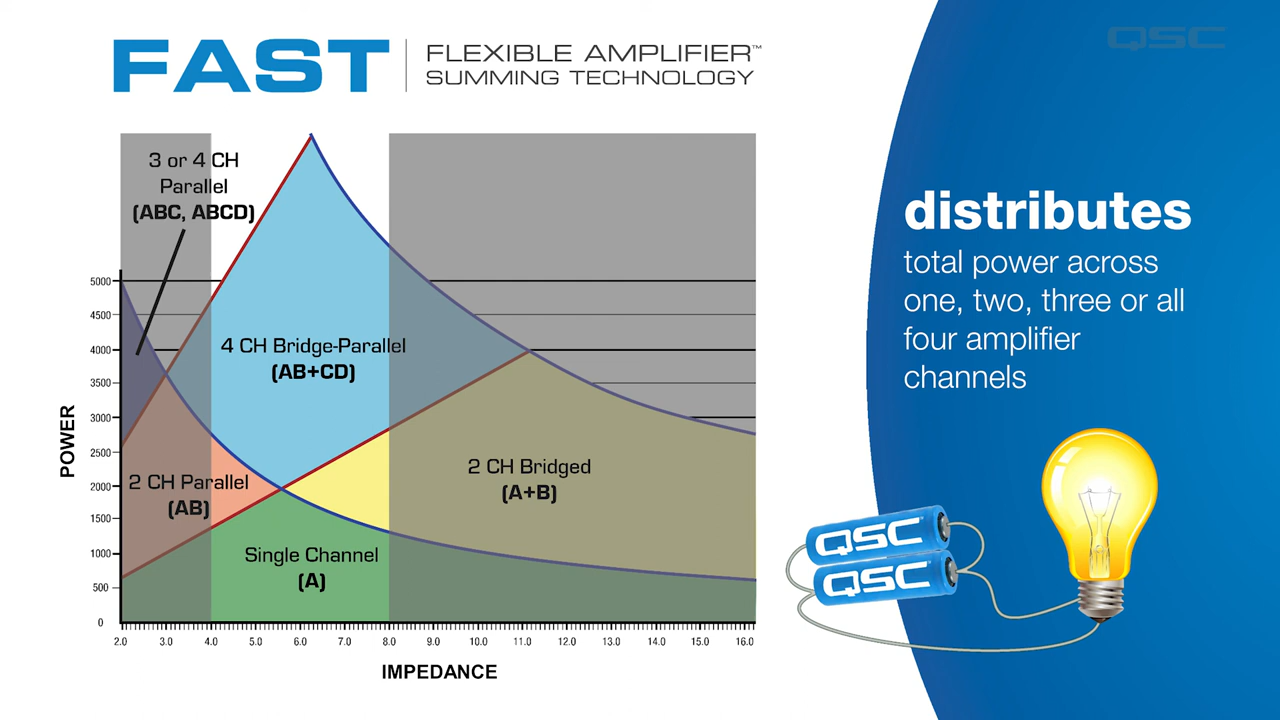 FAST
FLEXIBLE AMPLIFIER™
SUMMING TECHNOLOGY
QSC
3 or 4 CH
Parallel
(ABC, ABCD)
5000
4500
4000
3500
3000
2500
2000
1500
1000
500
0
POWER
4 CH Bridge-Parallel
(AB+CD)
2 CH Parallel
(AB)
2 CH Bridged
(A+B)
Single Channel
(A)
2.0 3.0 4.0 5.0 6.0 7.0 8.0 9.0 10.0 11.0 12.0 13.0 14.0 15.0 16.0
IMPEDANCE
distributes
total power across
one, two, three or all
four amplifier
channels
QSC
QSC